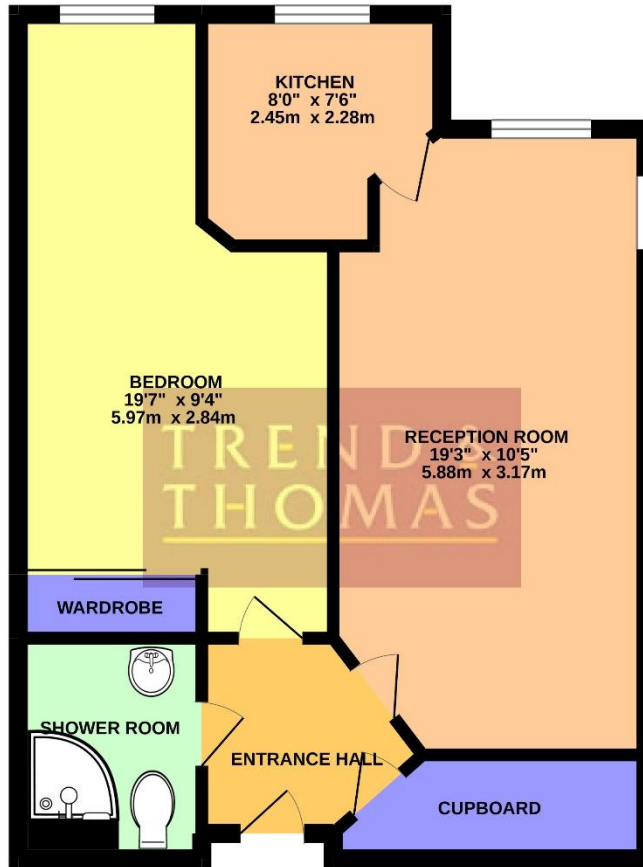 KITCHEN
8'0" x 7'6"
2.45m x 2.28m
BEDROOM
19'7" x 9'4"
5.97m x 2.84m
RECEPTION ROOM
19'3" x 10'5"
5.88m x 3.17m
TREND &
THOMAS
WARDROBE
SHOWER ROOM
ENTRANCE HALL
CUPBOARD